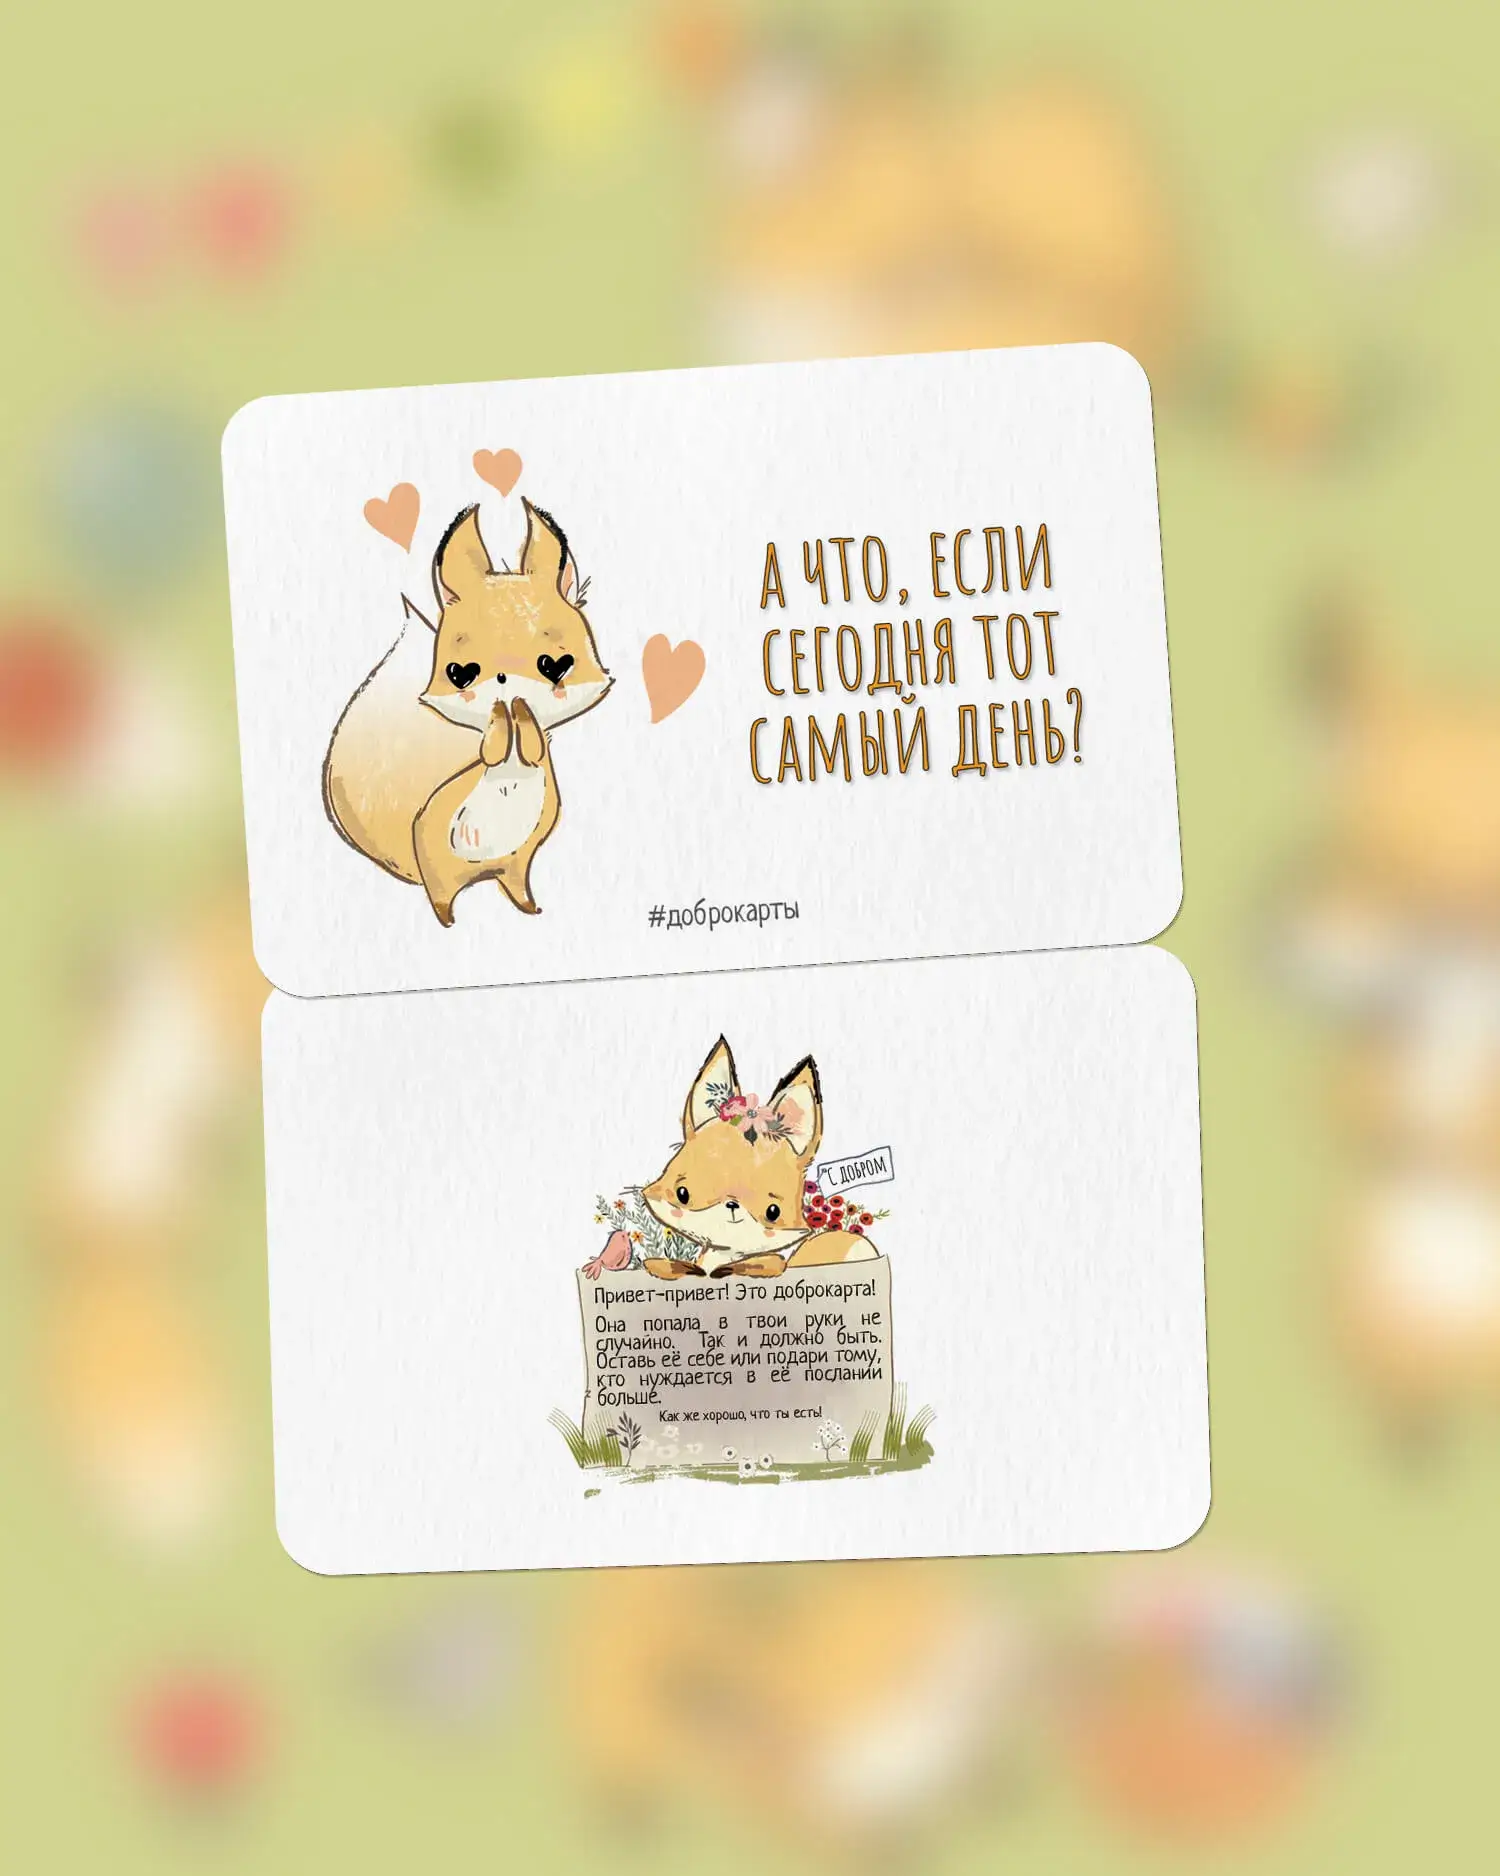 А ЧТО, ЕСЛИ
СЕГОДНЯ ТОТ
САМЫЙ ДЕНЬ?
#доброкарты
С ДОБРОМ
Привет-привет! Это доброкарта!
Она попала в твои руки не
случайно. Так и должно быть.
Оставь её себе или подари тому,
кто нуждается в её послании
больше.
Как же хорошо, что ты есть!